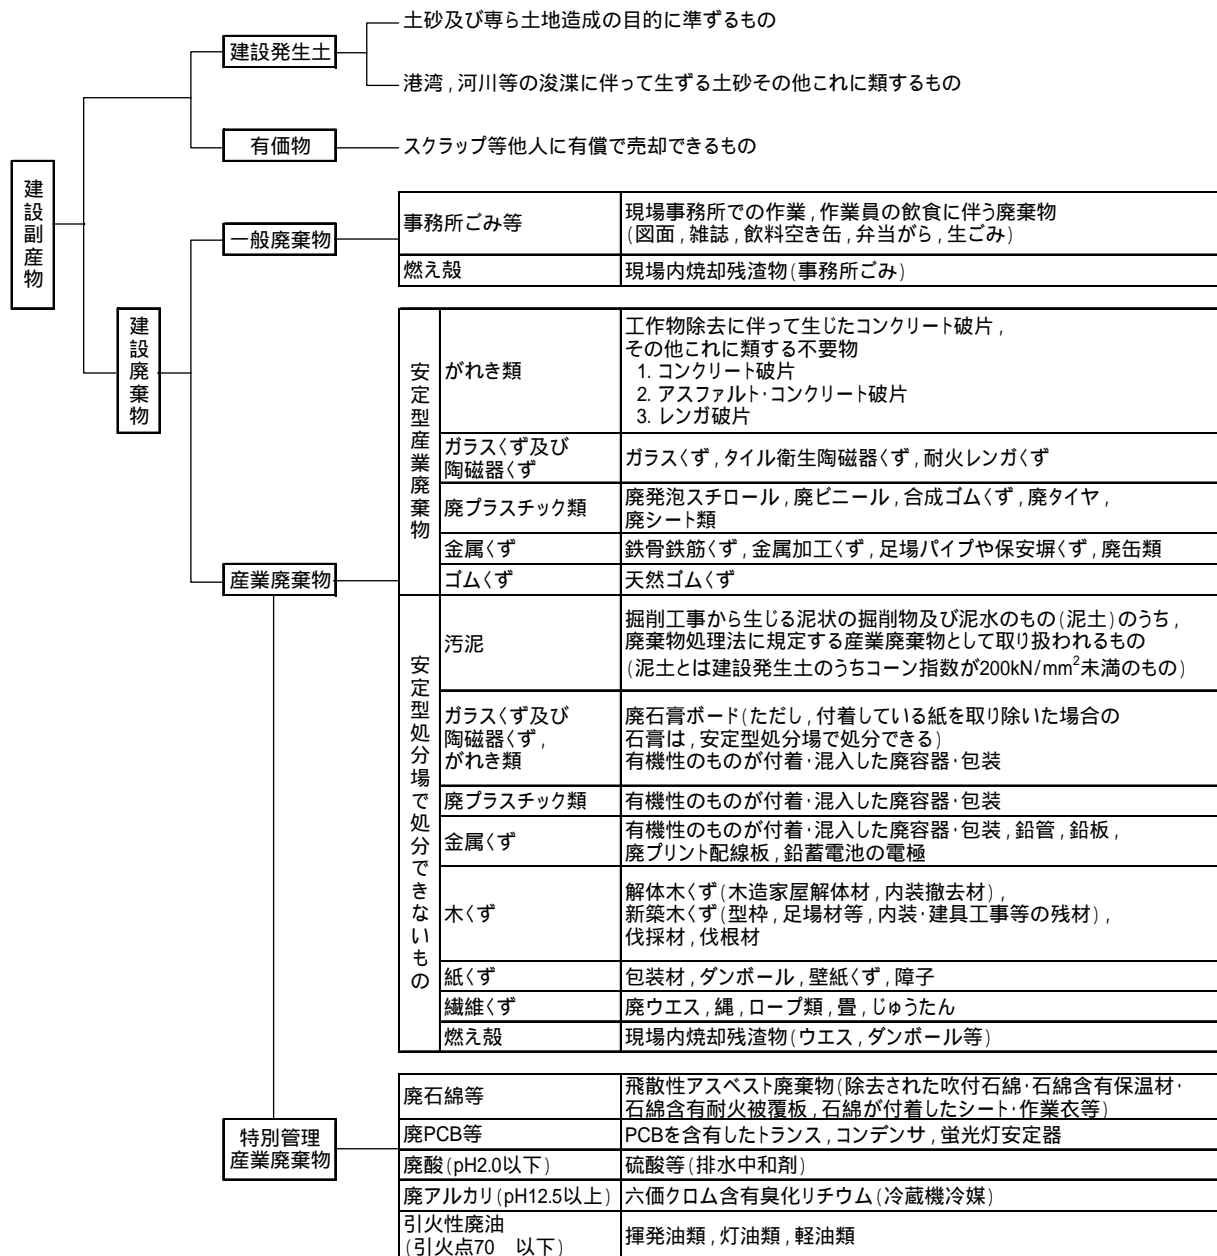 建設副産物
建設発生土
土砂及び専ら土地造成の目的に準ずるもの
港湾,河川等の浚渫に伴って生ずる土砂その他これに類するもの
有価物
スクラップ等他人に有償で売却できるもの
建設廃棄物
一般廃棄物
事務所ごみ等
現場事務所での作業,作業員の飲食に伴う廃棄物
(図面,雑誌,飲料空き缶,弁当がら,生ごみ)
燃え殻
現場内焼却残渣物(事務所ごみ)
産業廃棄物
安定型産業廃棄物
がれき類
工作物除去に伴って生じたコンクリート破片,
その他これに類する不要物
1. コンクリート破片
2. アスファルト・コンクリート破片
3. レンガ破片
ガラスくず及び
陶磁器くず
ガラスくず,タイル衛生陶磁器くず,耐火レンガくず
廃プラスチック類
廃発泡スチロール,廃ビニール,合成ゴムくず,廃タイヤ,
廃シート類
金属くず
鉄骨鉄筋くず,金属加工くず,足場パイプや保安塀くず,廃缶類
ゴムくず
天然ゴムくず
安定型処分場で処分できないもの
汚泥
掘削工事から生じる泥状の掘削物及び泥水のもの(泥土)のうち,
廃棄物処理法に規定する産業廃棄物として取り扱われるもの
(泥土とは建設発生土のうちコーン指数が200kN/mm²未満のもの)
ガラスくず及び
陶磁器くず,
がれき類
廃石膏ボード(ただし,付着している紙を取り除いた場合の
石膏は,安定型処分場で処分できる)
有機性のものが付着・混入した廃容器・包装
廃プラスチック類
有機性のものが付着・混入した廃容器・包装
金属くず
有機性のものが付着・混入した廃容器・包装,鉛管,鉛板,
廃プリント配線板,鉛蓄電池の電極
木くず
解体木くず(木造家屋解体材,内装撤去材),
新築木くず(型枠,足場材等,内装・建具工事等の残材),
伐採材,伐根材
紙くず
包装材,ダンボール,壁紙くず,障子
繊維くず
廃ウエス,縄,ロープ類,畳,じゅうたん
燃え殻
現場内焼却残渣物(ウエス,ダンボール等)
特別管理
産業廃棄物
廃石綿等
飛散性アスベスト廃棄物(除去された吹付石綿・石綿含有保温材・
石綿含有耐火被覆板,石綿が付着したシート・作業衣等)
廃PCB等
PCBを含有したトランス,コンデンサ,蛍光灯安定器
廃酸(pH2.0以下)
硫酸等(排水中和剤)
廃アルカリ(pH12.5以上)
六価クロム含有臭化リチウム(冷蔵機冷媒)
引火性廃油
(引火点70 以下)
揮発油類,灯油類,軽油類